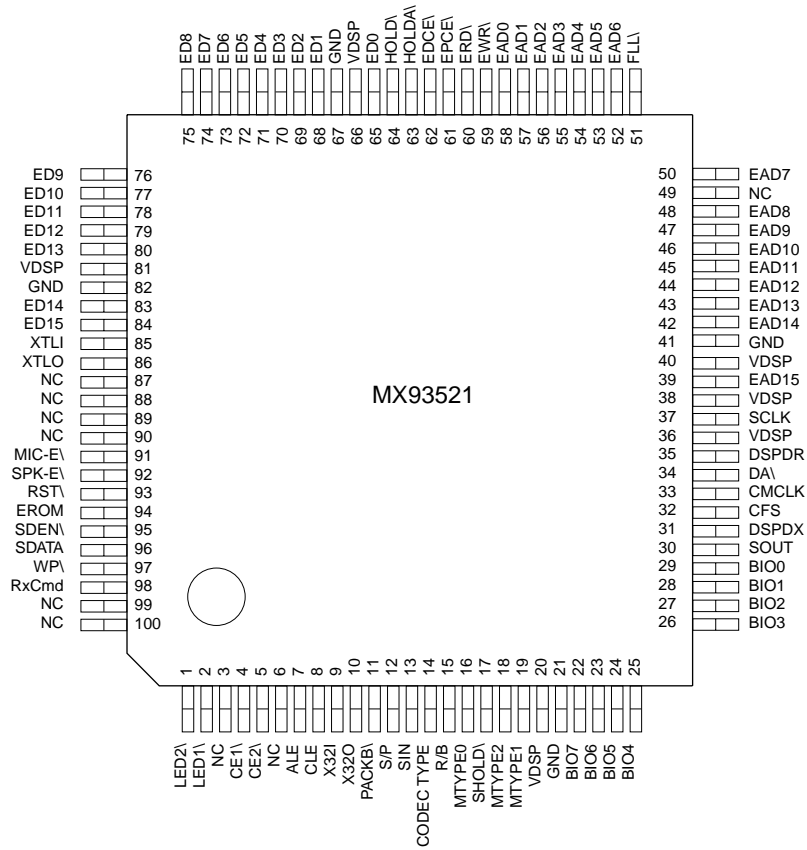 ED8 ED7 ED6 ED5 ED4 ED3 ED2 ED1 GND VDSP ED0 HOLD\ HOLDA\ EDCE\ EPCE\ ERD\ EWR\ EAD0 EAD1 EAD2 EAD3 EAD4 EAD5 EAD6 FLL\
75 74 73 72 71 70 69 68 67 66 65 64 63 62 61 60 59 58 57 56 55 54 53 52 51
ED9 76
ED10 77
ED11 78
ED12 79
ED13 80
VDSP 81
GND 82
ED14 83
ED15 84
XTLI 85
XTLO 86
NC 87
NC 88
NC 89
NC 90
MIC-E\ 91
SPK-E\ 92
RST\ 93
EROM 94
SDEN\ 95
SDATA 96
WP\ 97
RxCmd 98
NC 99
NC 100
MX93521
50 EAD7
49 NC
48 EAD8
47 EAD9
46 EAD10
45 EAD11
44 EAD12
43 EAD13
42 EAD14
41 GND
40 VDSP
39 EAD15
38 VDSP
37 SCLK
36 VDSP
35 DSPDR
34 DA\
33 CMCLK
32 CFS
31 DSPDX
30 SOUT
29 BIO0
28 BIO1
27 BIO2
26 BIO3
1 2 3 4 5 6 7 8 9 10 11 12 13 14 15 16 17 18 19 20 21 22 23 24 25
LED2\ LED1\ NC CE1\ CE2\ NC ALE CLE X32I X32O PACKB\ S/P SIN CODEC TYPE R/B MTYPE0 SHOLD\ MTYPE2 MTYPE1 VDSP GND BIO7 BIO6 BIO5 BIO4